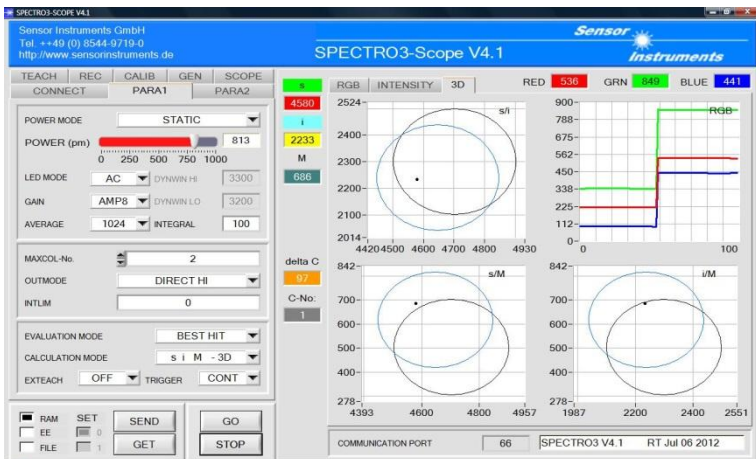 SPECTRO3-SCOPE V4.1
Sensor Instruments GmbH
Tel. ++49 (0) 8544-9719-0
http://www.sensorinstruments.de
SPECTRO3-Scope V4.1
Sensor
Instruments
TEACH REC CALIB GEN SCOPE
CONNECT PARA1 PARA2
POWER MODE STATIC
POWER (pm) 813
0 250 500 750 1000
LED MODE AC DYNWIN HI 3300
GAIN AMP8 DYNWIN LO 3200
AVERAGE 1024 INTEGRAL 100
MAXCOL-No. 2
OUTMODE DIRECT HI
INTLIM 0
EVALUATION MODE BEST HIT
CALCULATION MODE s i M - 3D
EXTEACH OFF TRIGGER CONT
RAM SET SEND GO
EE 0
FILE 1 GET STOP
s
4580
i
2233
M
686
delta C
97
C-No:
1
RGB INTENSITY 3D RED 536 GRN 849 BLUE 441
s/i
2524
2400
2300
2200
2100
2014
4420 4500 4600 4700 4800 4930
RGB
900
788
675
562
450
338
225
112
0
0 100
s/M
842
700
600
500
400
278
4393 4600 4800 4957
i/M
842
700
600
500
400
278
1987 2200 2400 2551
COMMUNICATION PORT 66 SPECTRO3 V4.1 RT Jul 06 2012